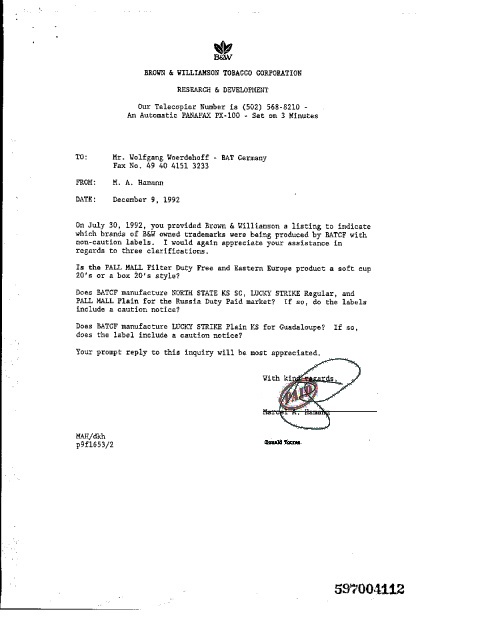 B&W
BROWN & WILLIAMSON TOBACCO CORPORATION
RESEARCH & DEVELOPMENT
Our Telecopier Number is (502) 568-8210 -
An Automatic PANAFAX PX-100 - Sat on 3 Minutes
TO: Mr. Wolfgang Woerdehoff - BAT Germany
Fax No. 49 40 4151 3233
FROM: M. A. Hamann
DATE: December 9, 1992
On July 30, 1992, you provided Brown & Williamson a listing to indicate
which brands of B&W owned trademarks were being produced by BATCF with
non-caution labels. I would again appreciate your assistance in
regards to three clarifications.
Is the PALL MALL Filter Duty Free and Eastern Europe product a soft cup
20's or a box 20's style?
Does BATCF manufacture NORTH STATE KS SC, LUCKY STRIKE Regular, and
PALL MALL Plain for the Russia Duty Paid market? If so, do the labels
include a caution notice?
Does BATCF manufacture LUCKY STRIKE Plain KS for Guadaloupe? If so,
does the label include a caution notice?
Your prompt reply to this inquiry will be most appreciated.
With kind regards,
PAID
A. Hamann
Donald Torres
MAH/dkh
p9f1653/2
597004112